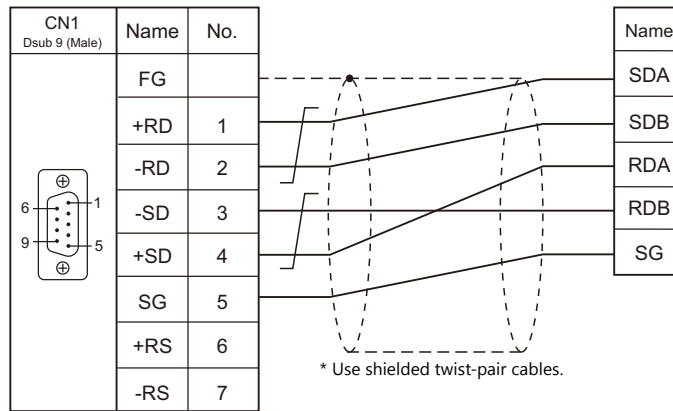 CN1
Dsub 9 (Male)
Name No.
Name
FG
SDA
+RD 1
SDB
-RD 2
RDA
-SD 3
RDB
+SD 4
SG
SG 5
+RS 6
-RS 7
6
1
9
5
* Use shielded twist-pair cables.